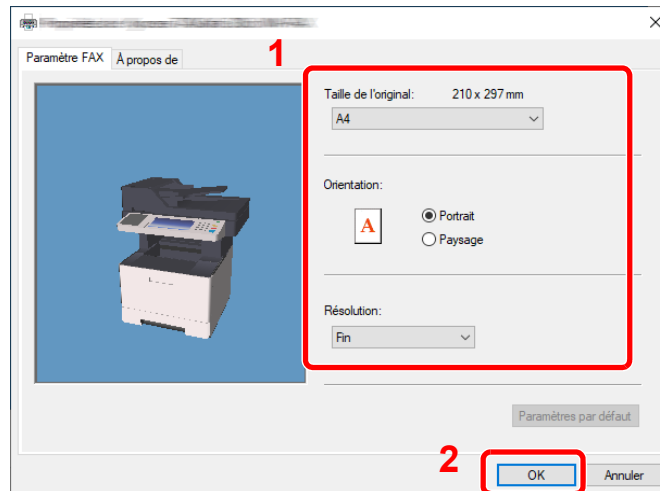 Paramètre FAX À propos de
1
Taille de l'original: 210 x 297 mm
A4
Orientation:
A
Portrait
Paysage
Résolution:
Fin
Paramètres par défaut
2
OK Annuler